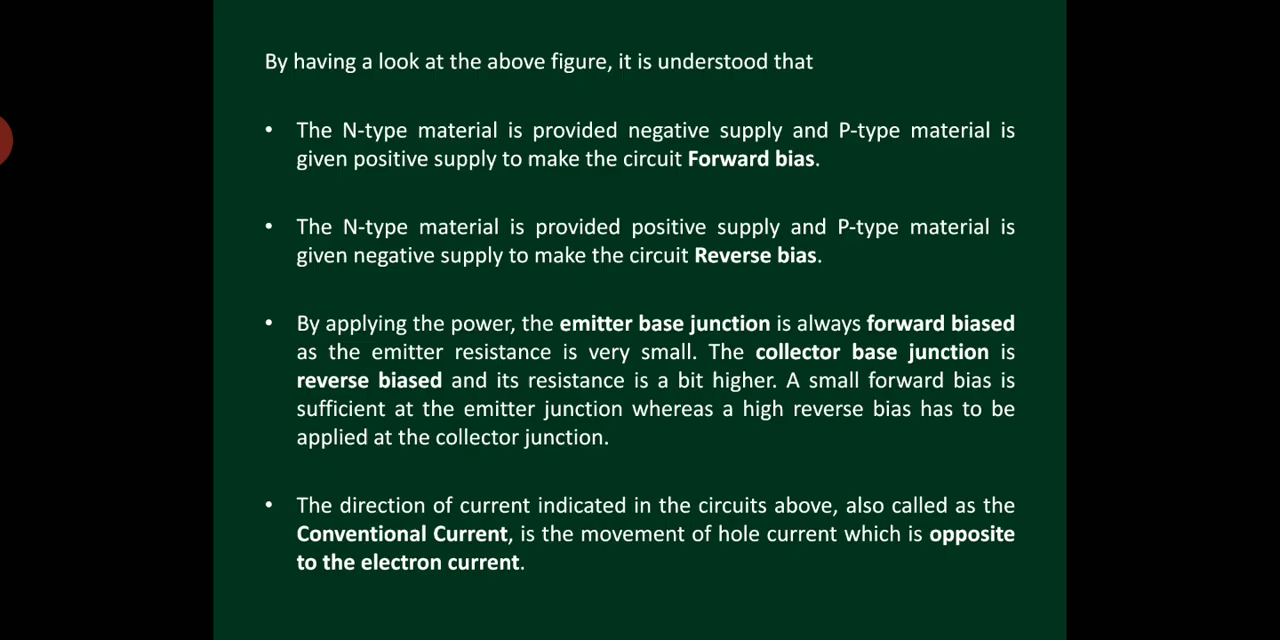 By having a look at the above figure, it is understood that
• The N-type material is provided negative supply and P-type material is
given positive supply to make the circuit Forward bias.
• The N-type material is provided positive supply and P-type material is
given negative supply to make the circuit Reverse bias.
• By applying the power, the emitter base junction is always forward biased
as the emitter resistance is very small. The collector base junction is
reverse biased and its resistance is a bit higher. A small forward bias is
sufficient at the emitter junction whereas a high reverse bias has to be
applied at the collector junction.
• The direction of current indicated in the circuits above, also called as the
Conventional Current, is the movement of hole current which is opposite
to the electron current.